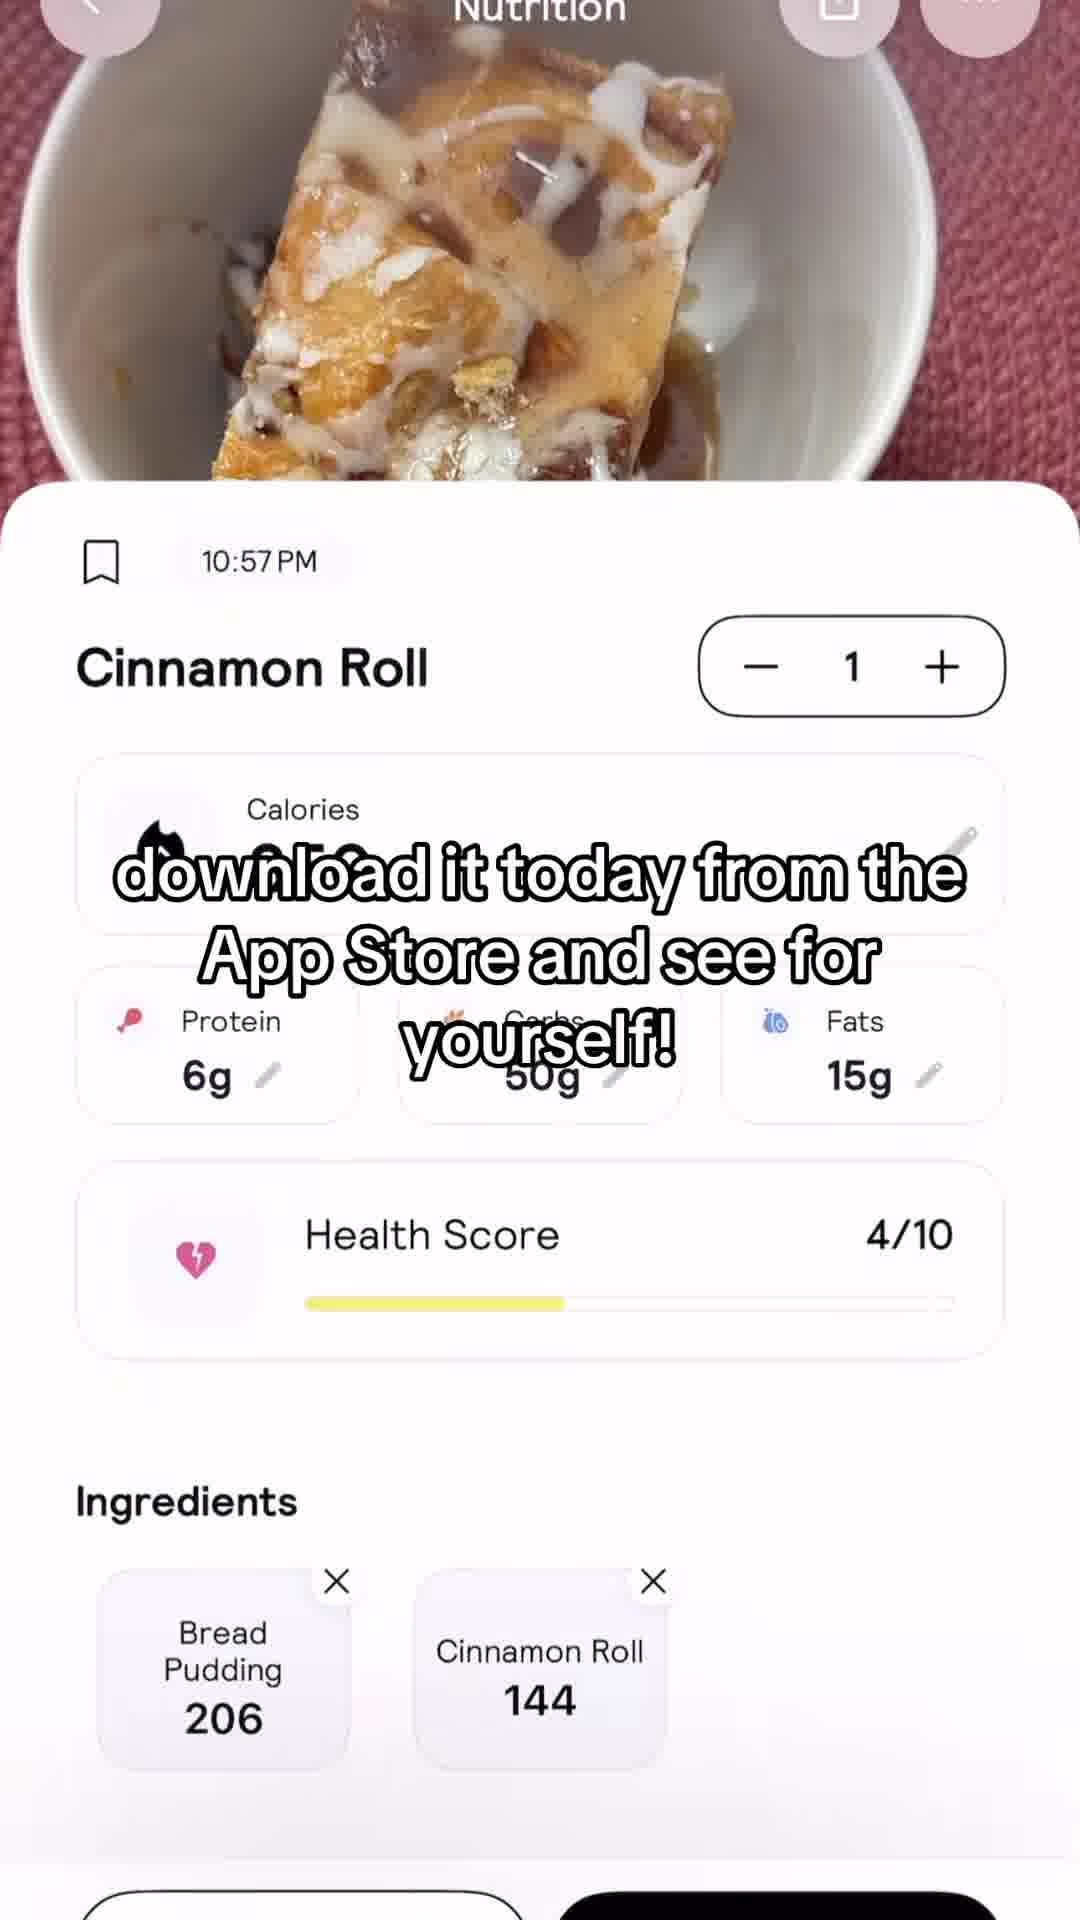 Nutrition
10:57 PM
Cinnamon Roll
1
Calories
download it today from the
App Store and see for
yourself!
Protein
Carbs
Fats
6g
50g
15g
Health Score
4/10
Ingredients
Bread
Pudding
206
Cinnamon Roll
144